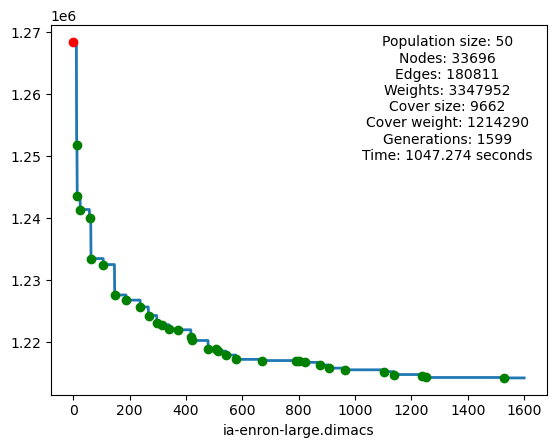 1e6
1.27
1.26
1.25
1.24
1.23
1.22
Population size: 50
Nodes: 33696
Edges: 180811
Weights: 3347952
Cover size: 9662
Cover weight: 1214290
Generations: 1599
Time: 1047.274 seconds
0 200 400 600 800 1000 1200 1400 1600
ia-enron-large.dimacs